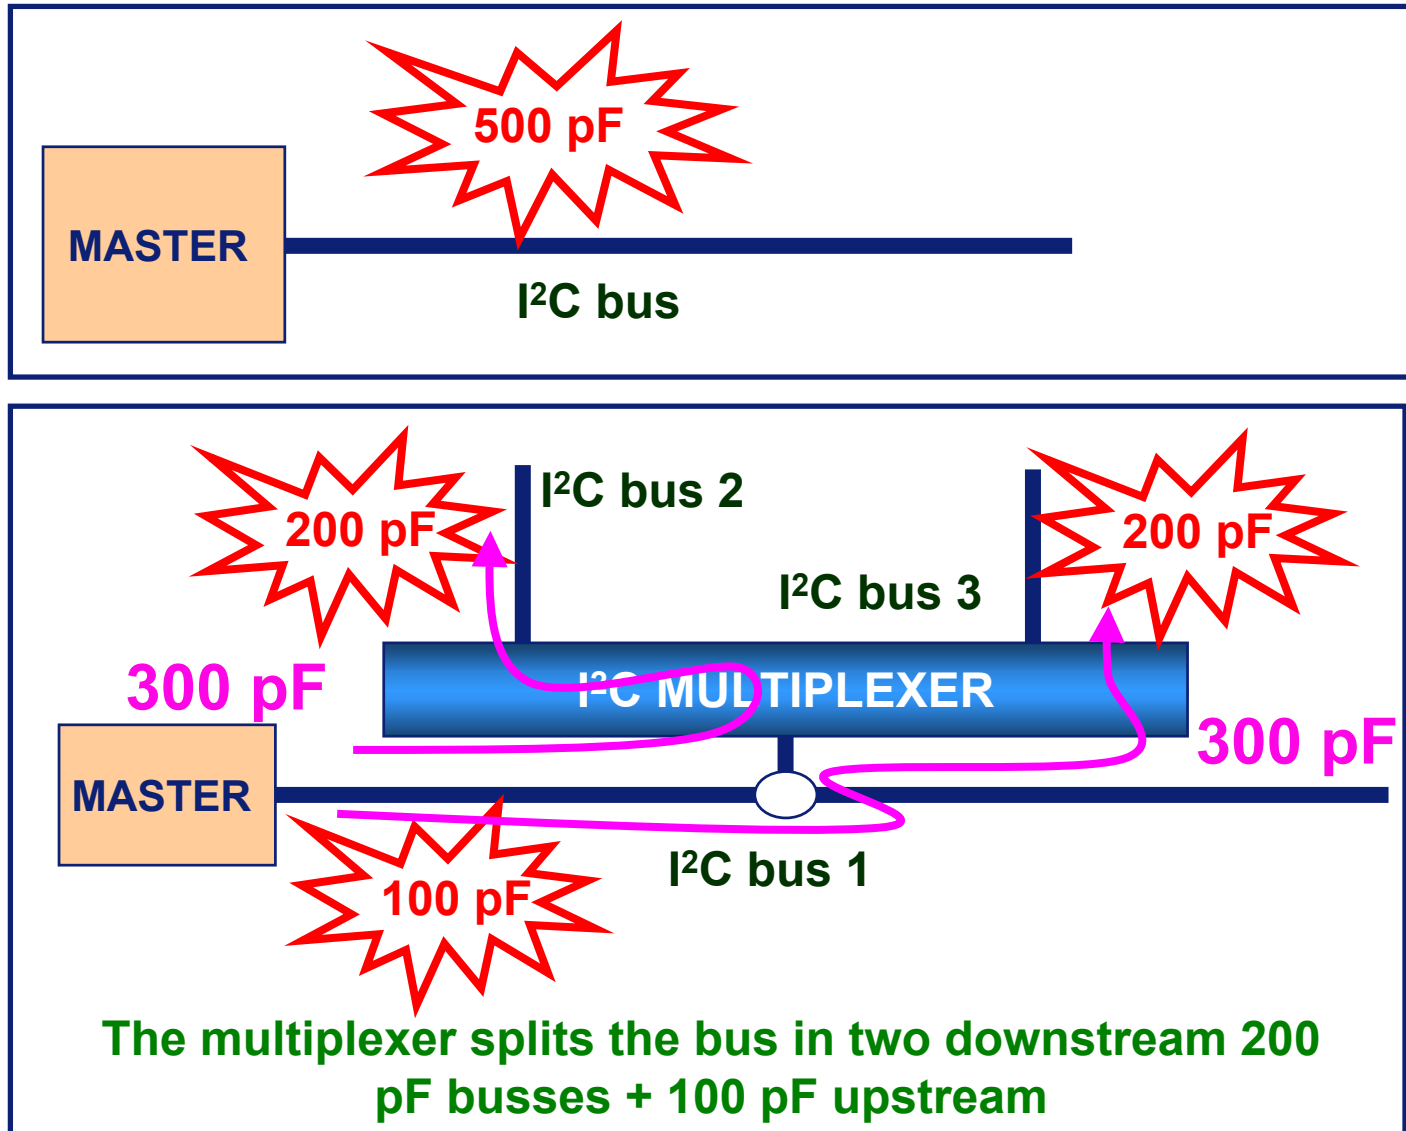 500 pF
MASTER
I²C bus
I²C bus 2
200 pF
200 pF
I²C bus 3
300 pF
I²C MULTIPLEXER
300 pF
MASTER
I²C bus 1
100 pF
The multiplexer splits the bus in two downstream 200
pF busses + 100 pF upstream